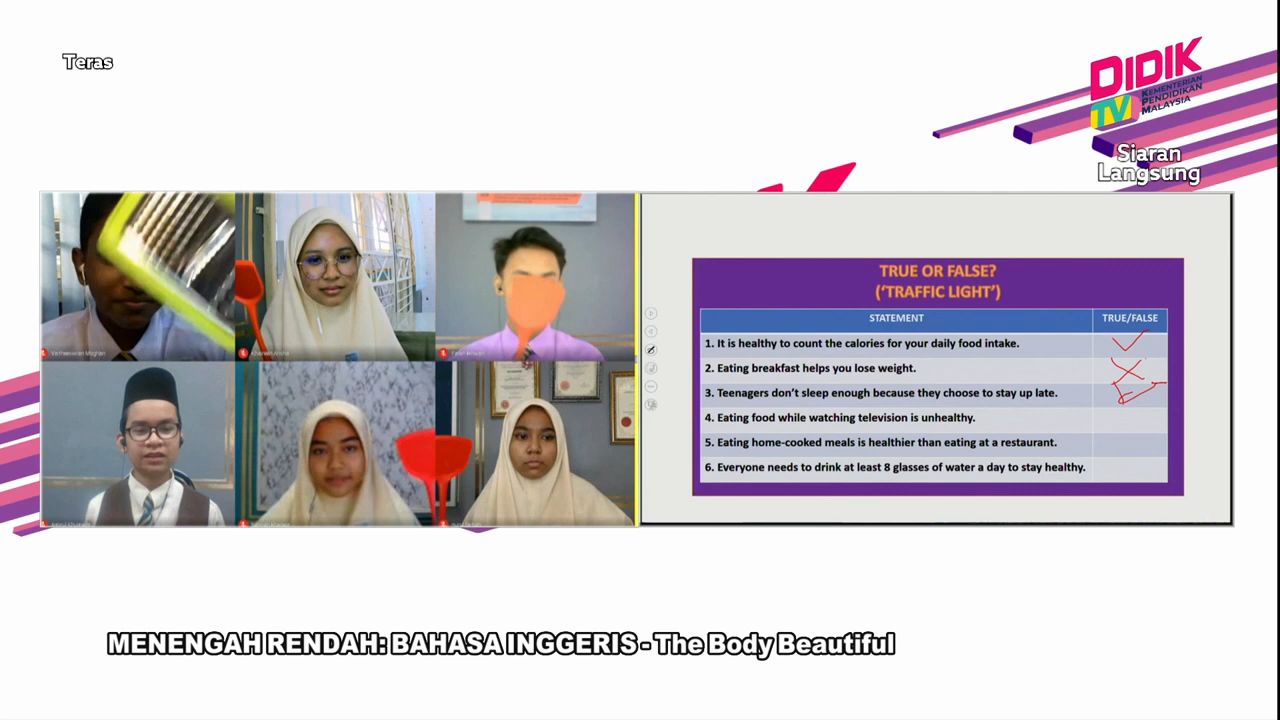 Teras
DIDIK
TV
KEMENTERIAN
PENDIDIKAN
MALAYSIA
Siaran
Langsung
TRUE OR FALSE?
('TRAFFIC LIGHT')
STATEMENT
TRUE/FALSE
1. It is healthy to count the calories for your daily food intake.
2. Eating breakfast helps you lose weight.
3. Teenagers don't sleep enough because they choose to stay up late.
4. Eating food while watching television is unhealthy.
5. Eating home-cooked meals is healthier than eating at a restaurant.
6. Everyone needs to drink at least 8 glasses of water a day to stay healthy.
MENENGAH RENDAH: BAHASA INGGERIS - The Body Beautiful